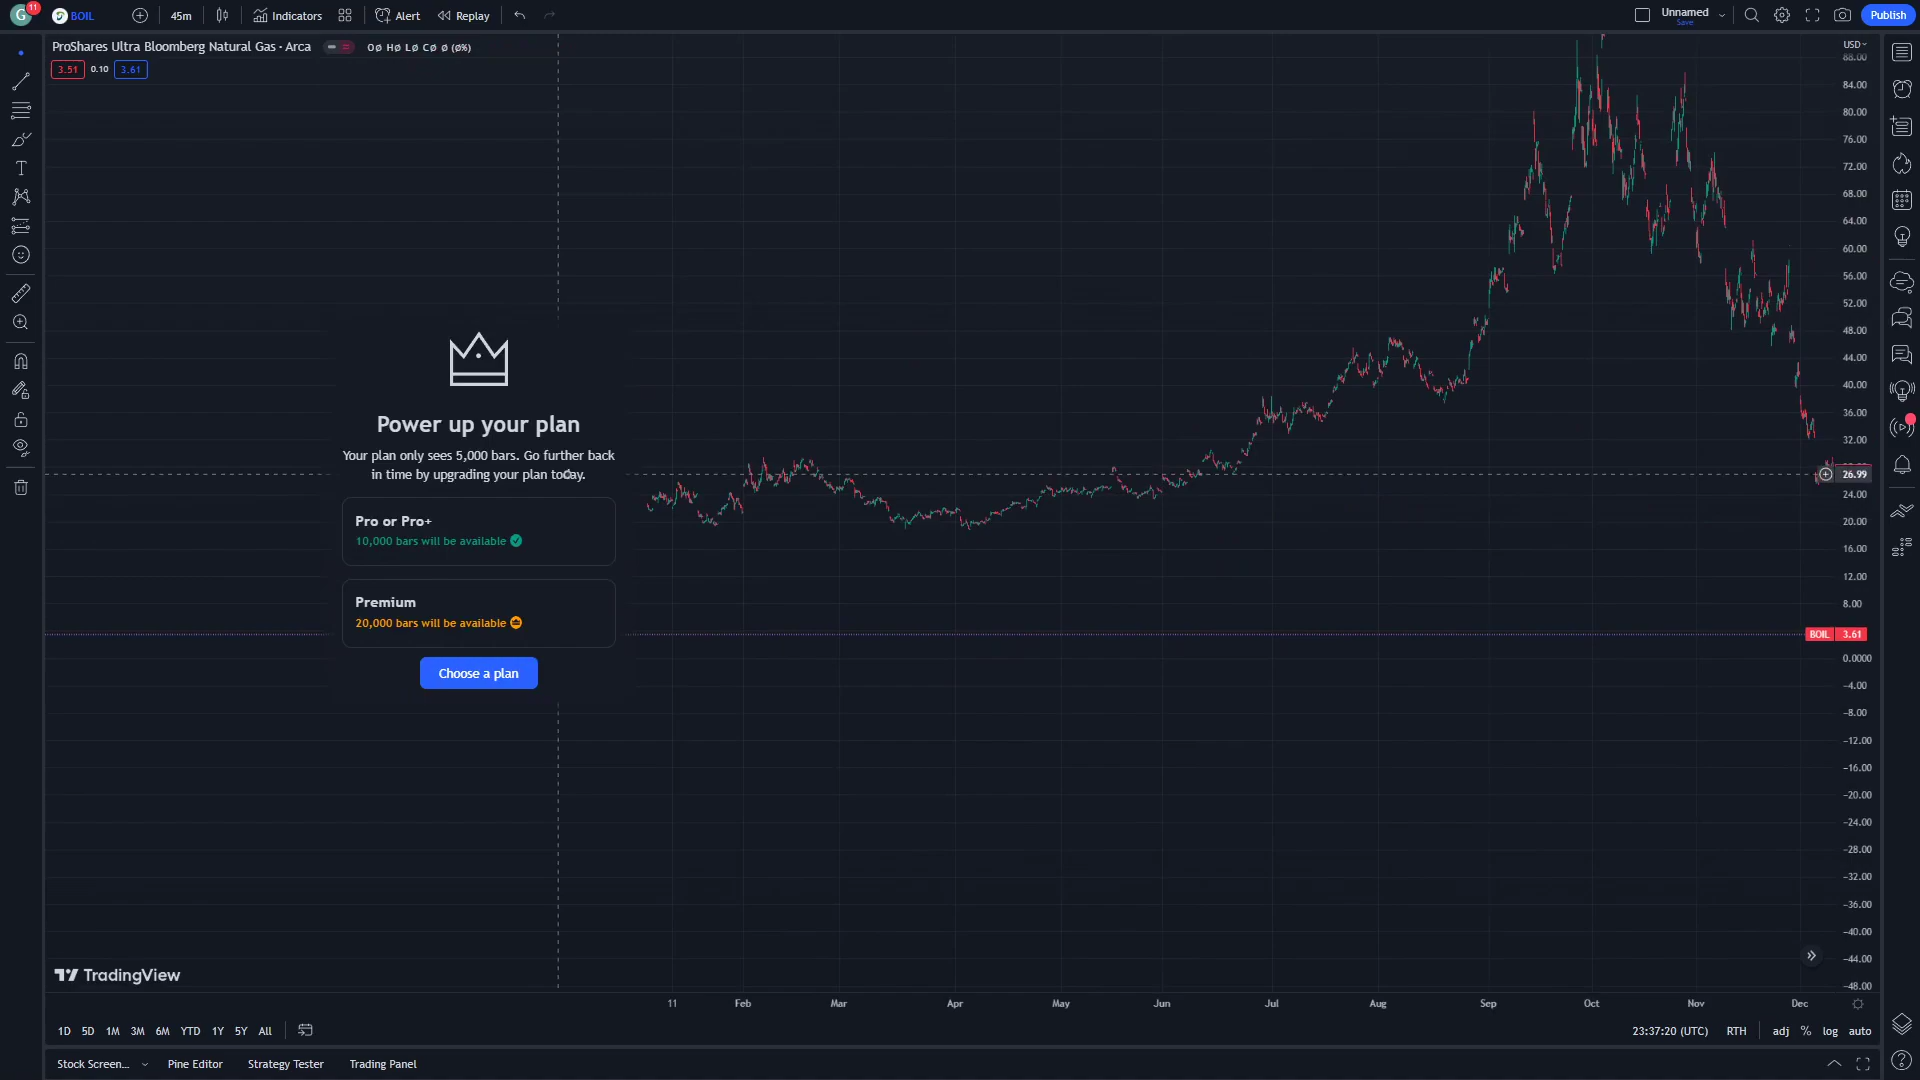 G 11 BOIL 45m Indicators Alert Replay Unnamed Save Publish
ProShares Ultra Bloomberg Natural Gas · Arca O∅ H∅ L∅ C∅ ∅ (∅%)
3.51 0.10 3.61
USD
88.00
84.00
80.00
76.00
72.00
68.00
64.00
60.00
56.00
52.00
48.00
44.00
40.00
36.00
32.00
26.99
24.00
20.00
16.00
12.00
8.00
BOIL 3.61
0.0000
−4.00
−8.00
−12.00
−16.00
−20.00
−24.00
−28.00
−32.00
−36.00
−40.00
−44.00
−48.00
Power up your plan
Your plan only sees 5,000 bars. Go further back
in time by upgrading your plan today.
Pro or Pro+
10,000 bars will be available
Premium
20,000 bars will be available
Choose a plan
TradingView
11 Feb Mar Apr May Jun Jul Aug Sep Oct Nov Dec
1D 5D 1M 3M 6M YTD 1Y 5Y All 23:37:20 (UTC) RTH adj % log auto
Stock Screen... Pine Editor Strategy Tester Trading Panel